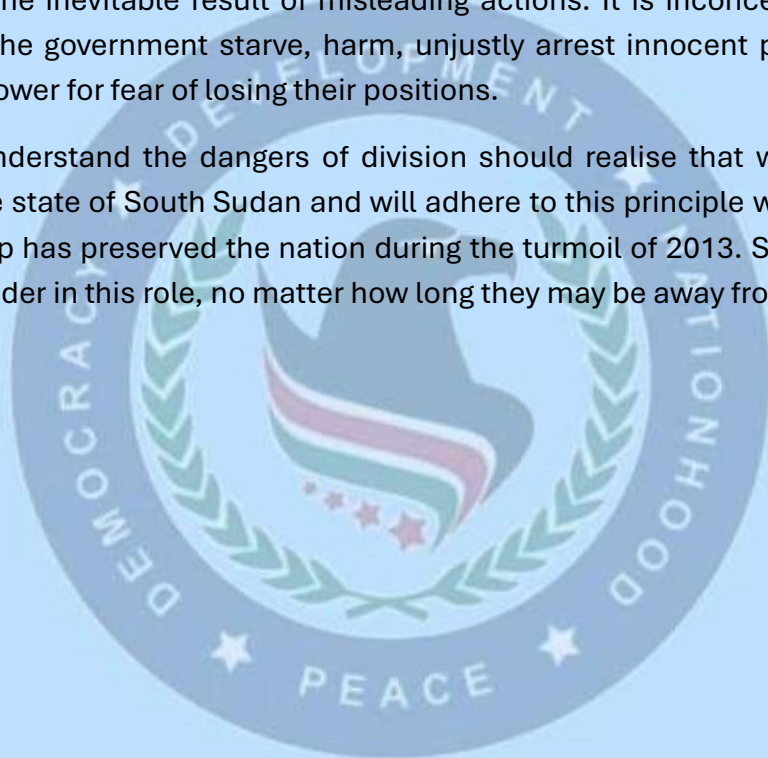 he inevitable result of misleading actions. It is inconce
he government starve, harm, unjustly arrest innocent p
ower for fear of losing their positions.
nderstand the dangers of division should realise that w
e state of South Sudan and will adhere to this principle w
p has preserved the nation during the turmoil of 2013. S
der in this role, no matter how long they may be away fro
DEMOCRACY ★ DEVELOPMENT ★ NATIONHOOD ★ PEACE ★